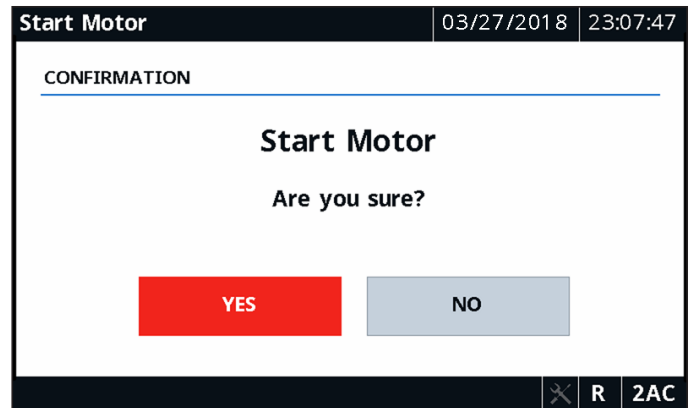 Start Motor 03/27/2018 23:07:47
CONFIRMATION
Start Motor
Are you sure?
YES NO
R 2AC